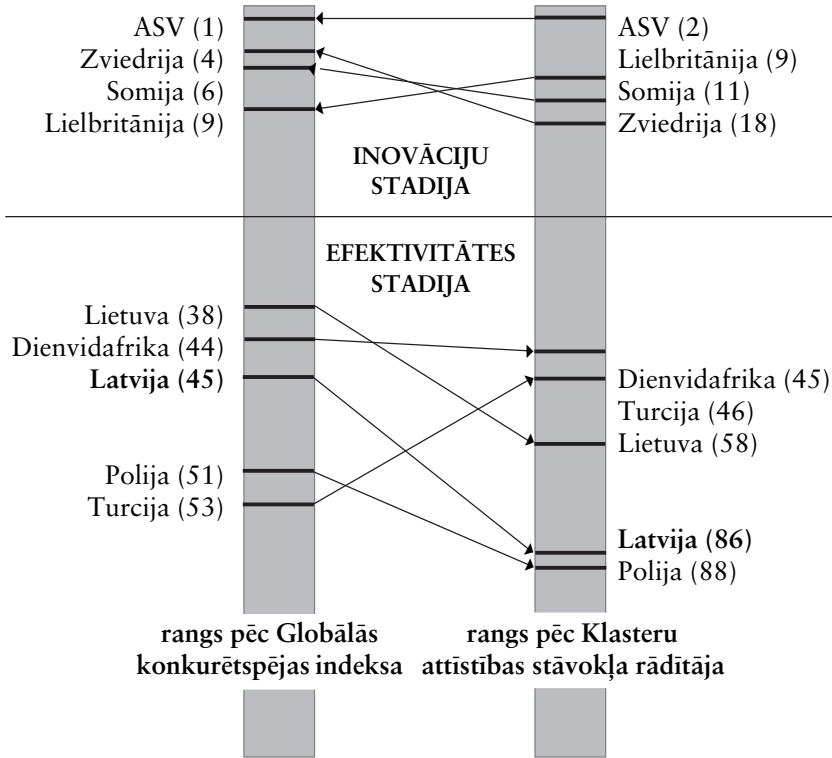 ASV (1)
Zviedrija (4)
Somija (6)
Lielbritānija (9)
ASV (2)
Lielbritānija (9)
Somija (11)
Zviedrija (18)
INOVĀCIJU
STADIJA
EFEKTIVITĀTES
STADIJA
Lietuva (38)
Dienvidafrika (44)
Latvija (45)
Polija (51)
Turcija (53)
Dienvidafrika (45)
Turcija (46)
Lietuva (58)
Latvija (86)
Polija (88)
rangs pēc Globālās
konkurētspējas indeksa
rangs pēc Klasteru
attīstības stāvokļa rādītāja